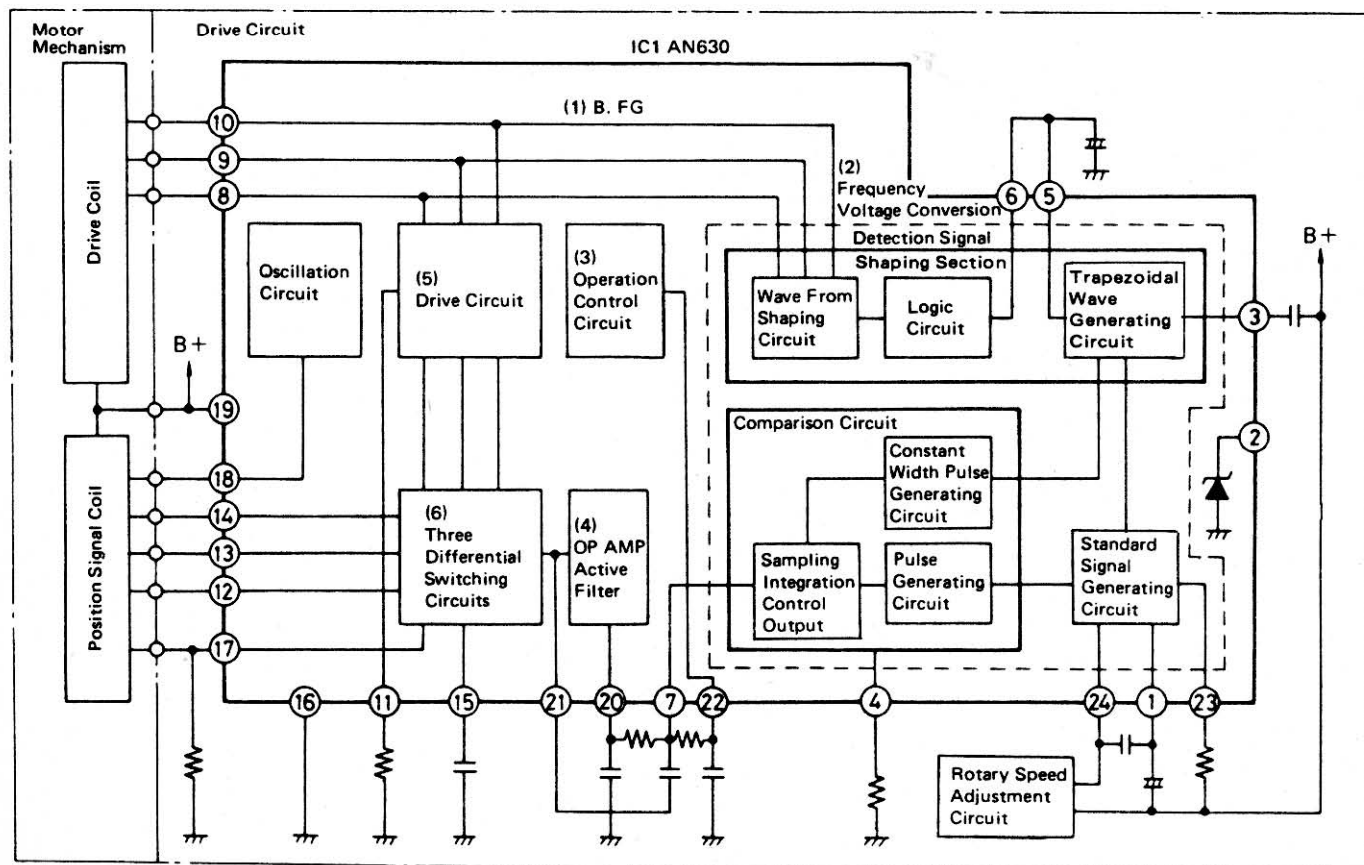 Motor
Mechanism
Drive Circuit
IC1 AN630
Drive Coil
10
(1) B. FG
9
8
(2)
Frequency
Voltage Conversion
6
5
B+
Oscillation
Circuit
(5)
Drive Circuit
(3)
Operation
Control
Circuit
Detection Signal
Shaping Section
Wave From
Shaping
Circuit
Logic
Circuit
Trapezoidal
Wave
Generating
Circuit
3
B+
19
Position Signal Coil
18
14
13
12
17
(6)
Three
Differential
Switching
Circuits
(4)
OP AMP
Active
Filter
Comparison Circuit
Constant
Width Pulse
Generating
Circuit
2
Sampling
Integration
Control
Output
Pulse
Generating
Circuit
Standard
Signal
Generating
Circuit
16
11
15
21
20
7
22
4
24
1
23
Rotary Speed
Adjustment
Circuit